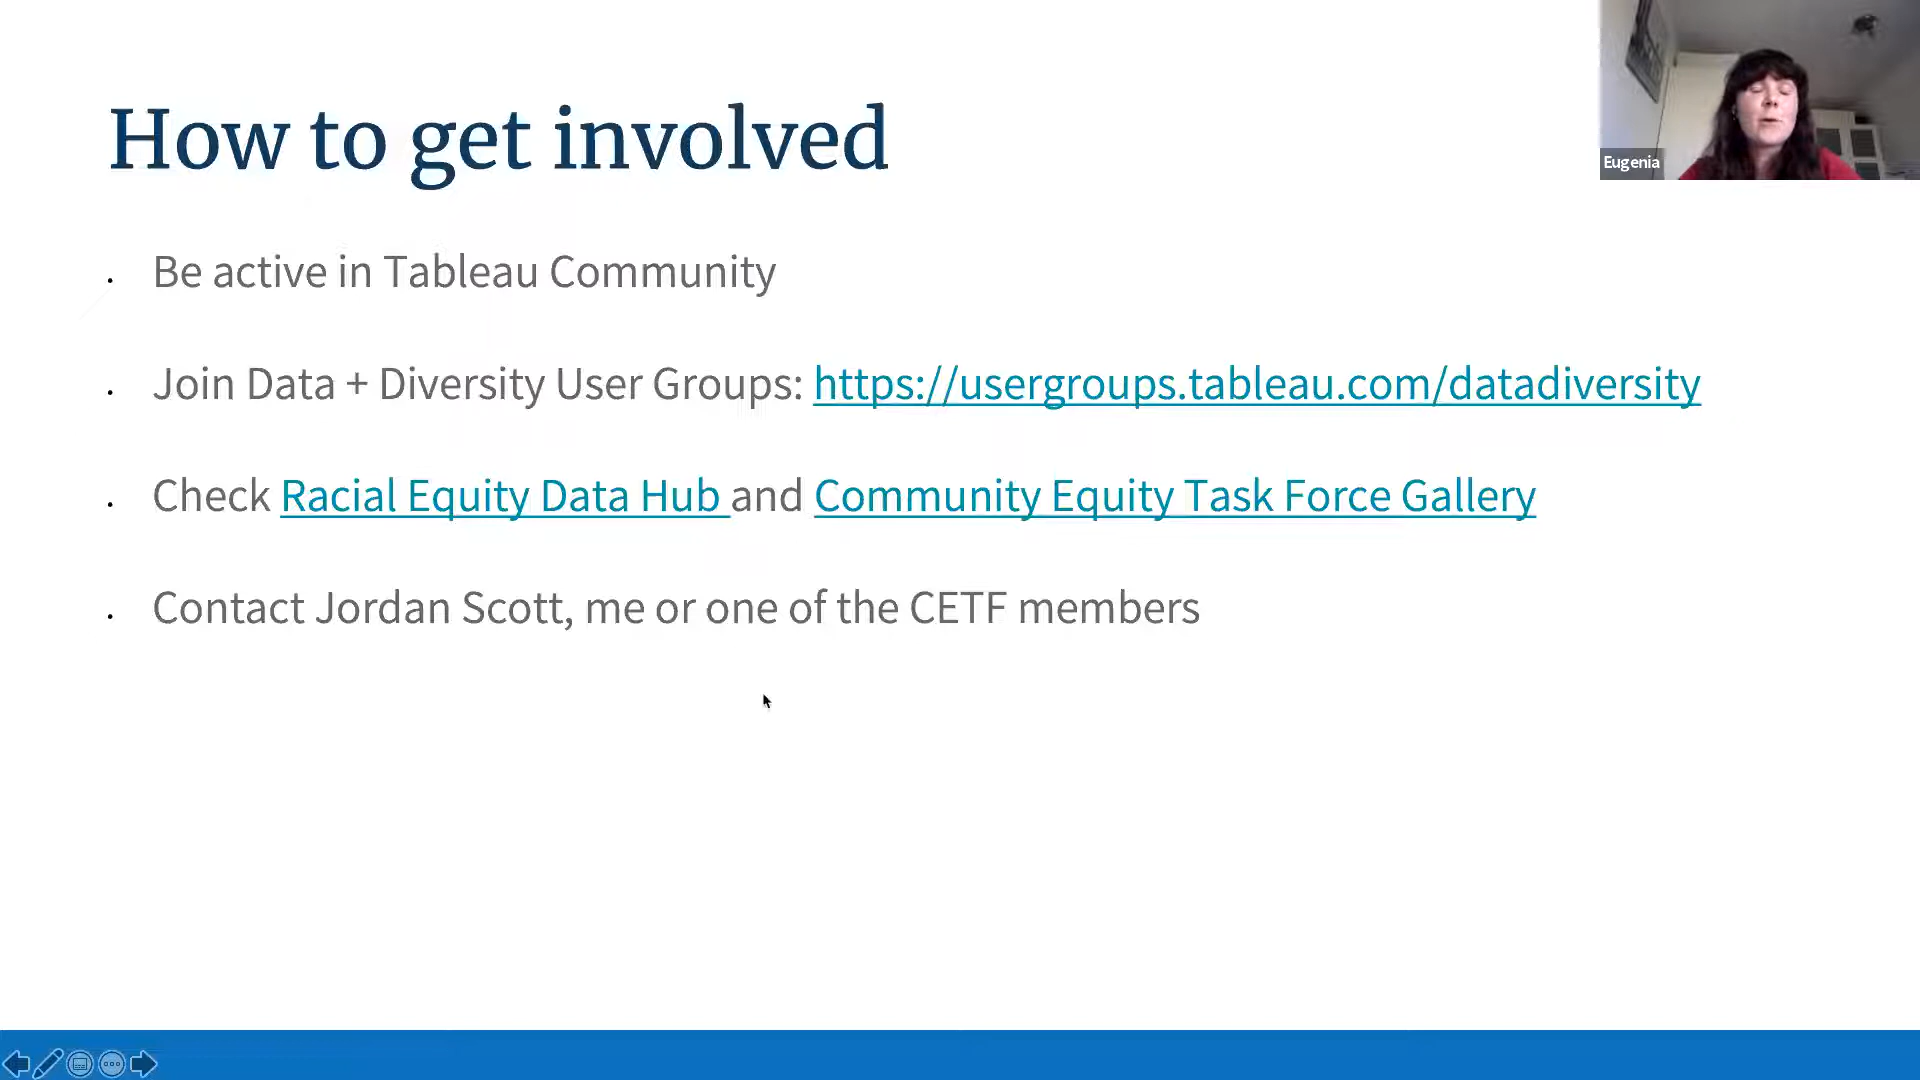 How to get involved
Eugenia
Be active in Tableau Community
Join Data + Diversity User Groups: https://usergroups.tableau.com/datadiversity
Check Racial Equity Data Hub and Community Equity Task Force Gallery
Contact Jordan Scott, me or one of the CETF members